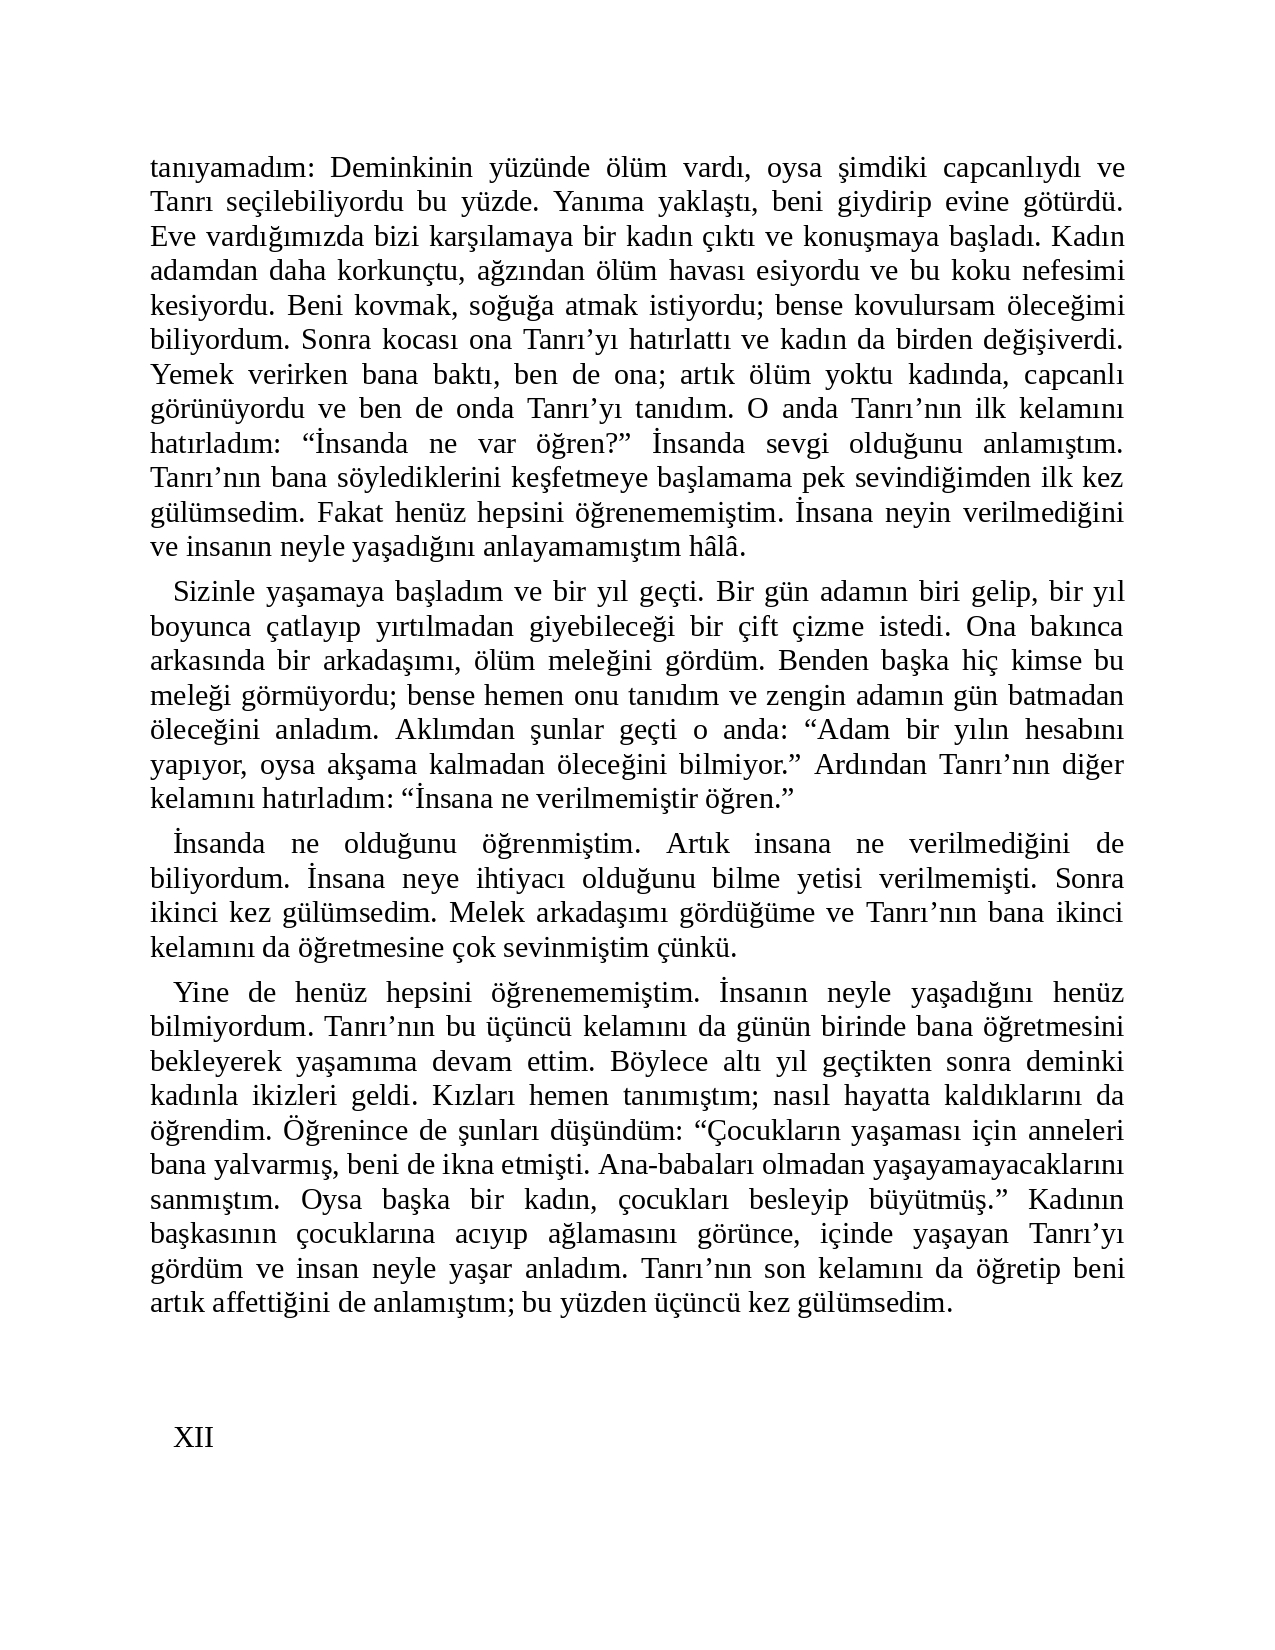 tanıyamadım: Deminkinin yüzünde ölüm vardı, oysa şimdiki capcanlıydı ve
Tanrı seçilebiliyordu bu yüzde. Yanıma yaklaştı, beni giydirip evine götürdü.
Eve vardığımızda bizi karşılamaya bir kadın çıktı ve konuşmaya başladı. Kadın
adamdan daha korkunçtu, ağzından ölüm havası esiyordu ve bu koku nefesimi
kesiyordu. Beni kovmak, soğuğa atmak istiyordu; bense kovulursam öleceğimi
biliyordum. Sonra kocası ona Tanrı’yı hatırlattı ve kadın da birden değişiverdi.
Yemek verirken bana baktı, ben de ona; artık ölüm yoktu kadında, capcanlı
görünüyordu ve ben de onda Tanrı’yı tanıdım. O anda Tanrı’nın ilk kelamını
hatırladım: “İnsanda ne var öğren?” İnsanda sevgi olduğunu anlamıştım.
Tanrı’nın bana söylediklerini keşfetmeye başlamama pek sevindiğimden ilk kez
gülümsedim. Fakat henüz hepsini öğrenememiştim. İnsana neyin verilmediğini
ve insanın neyle yaşadığını anlayamamıştım hâlâ.
Sizinle yaşamaya başladım ve bir yıl geçti. Bir gün adamın biri gelip, bir yıl
boyunca çatlayıp yırtılmadan giyebileceği bir çift çizme istedi. Ona bakınca
arkasında bir arkadaşımı, ölüm meleğini gördüm. Benden başka hiç kimse bu
meleği görmüyordu; bense hemen onu tanıdım ve zengin adamın gün batmadan
öleceğini anladım. Aklımdan şunlar geçti o anda: “Adam bir yılın hesabını
yapıyor, oysa akşama kalmadan öleceğini bilmiyor.” Ardından Tanrı’nın diğer
kelamını hatırladım: “İnsana ne verilmemiştir öğren.”
İnsanda ne olduğunu öğrenmiştim. Artık insana ne verilmediğini de
biliyordum. İnsana neye ihtiyacı olduğunu bilme yetisi verilmemişti. Sonra
ikinci kez gülümsedim. Melek arkadaşımı gördüğüme ve Tanrı’nın bana ikinci
kelamını da öğretmesine çok sevinmiştim çünkü.
Yine de henüz hepsini öğrenememiştim. İnsanın neyle yaşadığını henüz
bilmiyordum. Tanrı’nın bu üçüncü kelamını da günün birinde bana öğretmesini
bekleyerek yaşamıma devam ettim. Böylece altı yıl geçtikten sonra deminki
kadınla ikizleri geldi. Kızları hemen tanımıştım; nasıl hayatta kaldıklarını da
öğrendim. Öğrenince de şunları düşündüm: “Çocukların yaşaması için anneleri
bana yalvarmış, beni de ikna etmişti. Ana-babaları olmadan yaşayamayacaklarını
sanmıştım. Oysa başka bir kadın, çocukları besleyip büyütmüş.” Kadının
başkasının çocuklarına acıyıp ağlamasını görünce, içinde yaşayan Tanrı’yı
gördüm ve insan neyle yaşar anladım. Tanrı’nın son kelamını da öğretip beni
artık affettiğini de anlamıştım; bu yüzden üçüncü kez gülümsedim.
XII